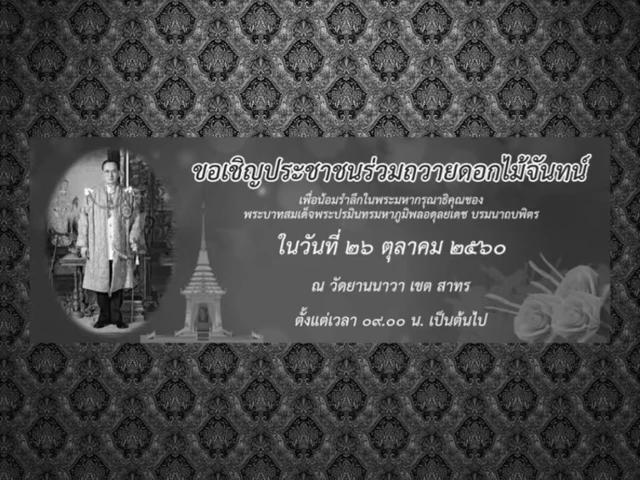 ขอเชิญประชาชนร่วมถวายดอกไม้จันทน์
เพื่อน้อมรำลึกในพระมหากรุณาธิคุณของ
พระบาทสมเด็จพระปรมินทรมหาภูมิพลอดุลยเดช บรมนาถบพิตร
ในวันที่ ๒๖ ตุลาคม ๒๕๖๐
ณ วัดยานนาวา เขต สาทร
ตั้งแต่เวลา ๐๙.๐๐ น. เป็นต้นไป